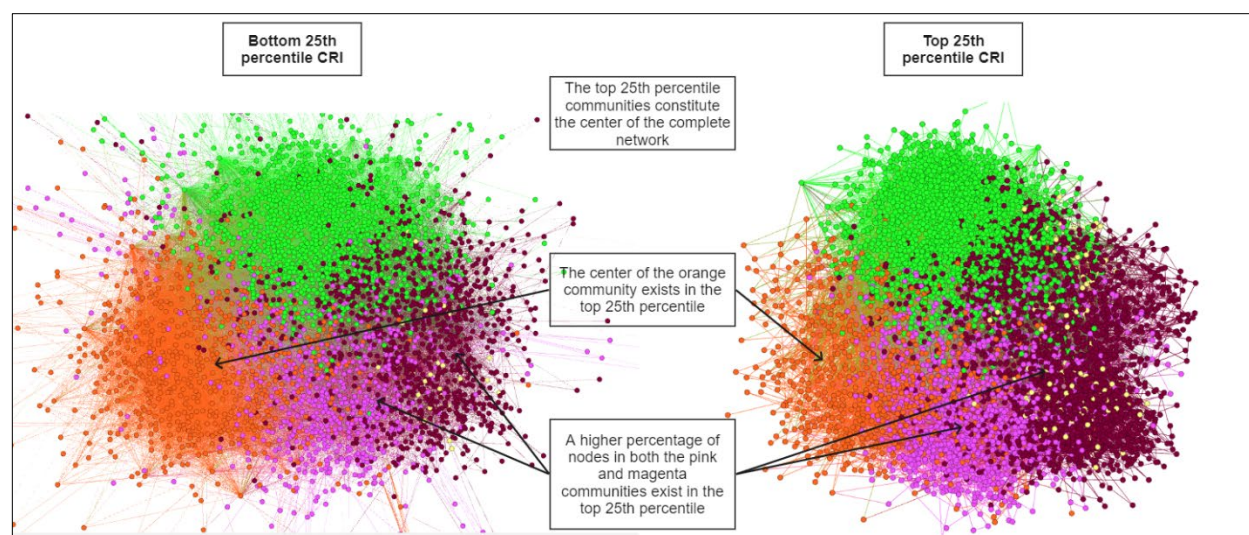 Bottom 25th
percentile CRI
Top 25th
percentile CRI
The top 25th percentile
communities constitute
the center of the complete
network
The center of the orange
community exists in the
top 25th percentile
A higher percentage of
nodes in both the pink
and magenta
communities exist in the
top 25th percentile